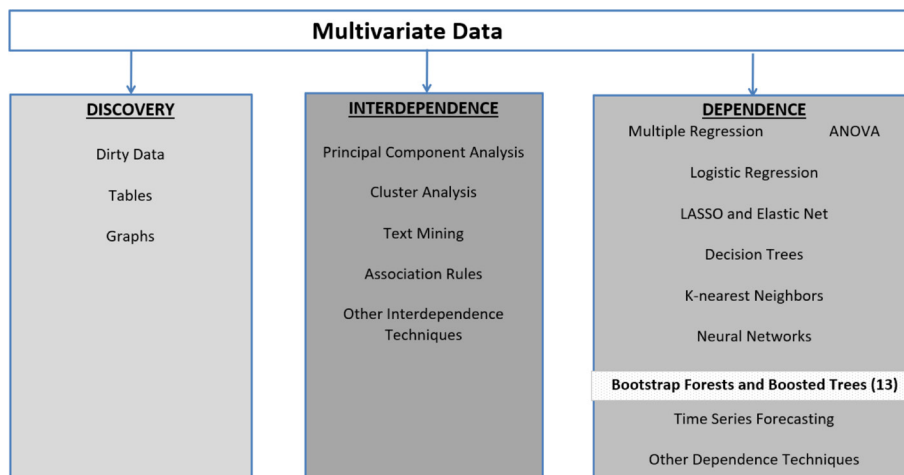 Multivariate Data
DISCOVERY
Dirty Data
Tables
Graphs
INTERDEPENDENCE
Principal Component Analysis
Cluster Analysis
Text Mining
Association Rules
Other Interdependence
Techniques
DEPENDENCE
Multiple Regression ANOVA
Logistic Regression
LASSO and Elastic Net
Decision Trees
K-nearest Neighbors
Neural Networks
Bootstrap Forests and Boosted Trees (13)
Time Series Forecasting
Other Dependence Techniques